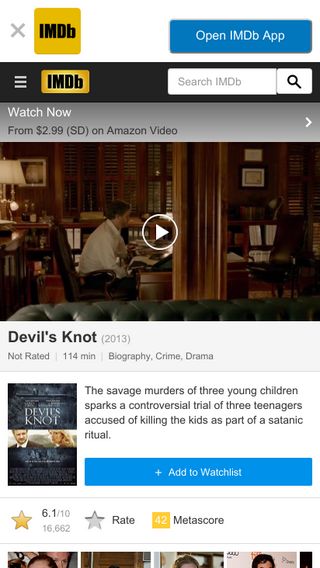 IMDb
Open IMDb App
IMDb
Search IMDb
Watch Now
From $2.99 (SD) on Amazon Video
Devil's Knot (2013)
Not Rated | 114 min | Biography, Crime, Drama
DEVIL'S
KNOT
The savage murders of three young children
sparks a controversial trial of three teenagers
accused of killing the kids as part of a satanic
ritual.
+ Add to Watchlist
6.1/10
16,662
Rate
42 Metascore